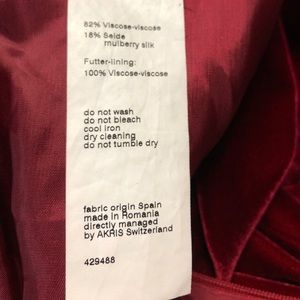 82% Viscose-viscose
18% Seide
mulberry silk
Futter-lining:
100% Viscose-viscose
do not wash
do not bleach
cool iron
dry cleaning
do not tumble dry
fabric origin Spain
made in Romania
directly managed
by AKRIS Switzerland
429488